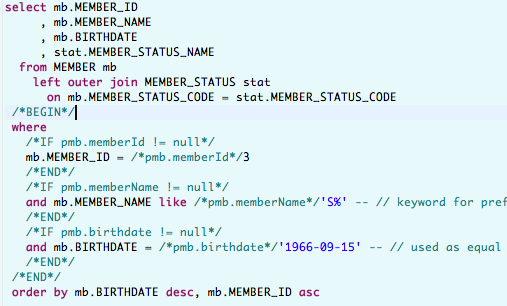 select mb.MEMBER_ID
, mb.MEMBER_NAME
, mb.BIRTHDATE
, stat.MEMBER_STATUS_NAME
from MEMBER mb
left outer join MEMBER_STATUS stat
on mb.MEMBER_STATUS_CODE = stat.MEMBER_STATUS_CODE
/*BEGIN*/
where
/*IF pmb.memberId != null*/
mb.MEMBER_ID = /*pmb.memberId*/3
/*END*/
/*IF pmb.memberName != null*/
and mb.MEMBER_NAME like /*pmb.memberName*/'S%' -- // keyword for pref
/*END*/
/*IF pmb.birthdate != null*/
and mb.BIRTHDATE = /*pmb.birthdate*/'1966-09-15' -- // used as equal
/*END*/
/*END*/
order by mb.BIRTHDATE desc, mb.MEMBER_ID asc